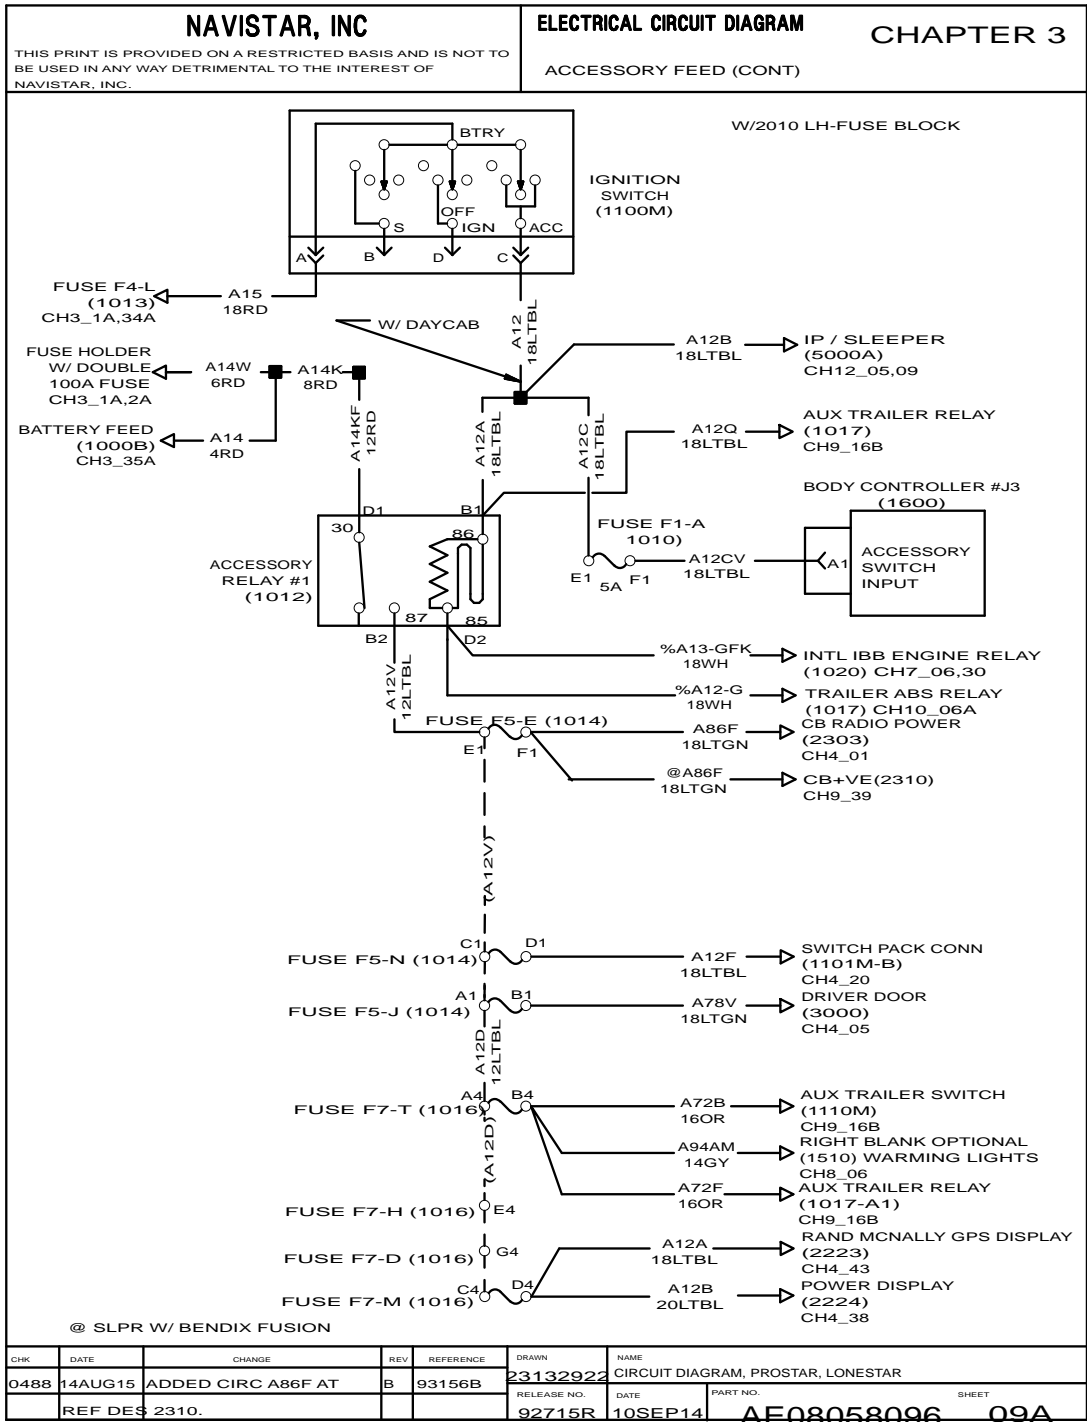 NAVISTAR, INC
THIS PRINT IS PROVIDED ON A RESTRICTED BASIS AND IS NOT TO
BE USED IN ANY WAY DETRIMENTAL TO THE INTEREST OF
NAVISTAR, INC.
ELECTRICAL CIRCUIT DIAGRAM
ACCESSORY FEED (CONT)
CHAPTER 3
W/2010 LH-FUSE BLOCK
BTRY
OFF
S
IGN
ACC
A
B
D
C
IGNITION
SWITCH
(1100M)
FUSE F4-L
(1013)
CH3_1A,34A
A15
18RD
W/ DAYCAB
A12
18LTBL
FUSE HOLDER
W/ DOUBLE
100A FUSE
CH3_1A,2A
A14W
6RD
A14K
8RD
BATTERY FEED
(1000B)
CH3_35A
A14
4RD
A14KF
12RD
A12A
18LTBL
A12C
18LTBL
A12B
18LTBL
IP / SLEEPER
(5000A)
CH12_05,09
A12Q
18LTBL
AUX TRAILER RELAY
(1017)
CH9_16B
BODY CONTROLLER #J3
(1600)
A1
ACCESSORY
SWITCH
INPUT
FUSE F1-A
1010)
E1
5A
F1
A12CV
18LTBL
D1
B1
30
86
87
85
B2
D2
ACCESSORY
RELAY #1
(1012)
A12V
12LTBL
%A13-GFK
18WH
INTL IBB ENGINE RELAY
(1020) CH7_06,30
%A12-G
18WH
TRAILER ABS RELAY
(1017) CH10_06A
FUSE F5-E (1014)
E1
F1
A86F
18LTGN
CB RADIO POWER
(2303)
CH4_01
@A86F
18LTGN
CB+VE(2310)
CH9_39
(A12V)
FUSE F5-N (1014)
C1
D1
A12F
18LTBL
SWITCH PACK CONN
(1101M-B)
CH4_20
FUSE F5-J (1014)
A1
B1
A78V
18LTGN
DRIVER DOOR
(3000)
CH4_05
A12D
12LTBL
FUSE F7-T (1016)
A4
B4
A72B
16OR
AUX TRAILER SWITCH
(1110M)
CH9_16B
(A12D)
A94AM
14GY
RIGHT BLANK OPTIONAL
(1510) WARMING LIGHTS
CH8_06
A72F
16OR
AUX TRAILER RELAY
(1017-A1)
CH9_16B
FUSE F7-H (1016)
E4
FUSE F7-D (1016)
G4
A12A
18LTBL
RAND MCNALLY GPS DISPLAY
(2223)
CH4_43
FUSE F7-M (1016)
C4
D4
A12B
20LTBL
POWER DISPLAY
(2224)
CH4_38
@ SLPR W/ BENDIX FUSION
CHK DATE CHANGE REV REFERENCE
0488 14AUG15 ADDED CIRC A86F AT B 93156B
REF DES 2310.
DRAWN
23132922
NAME
CIRCUIT DIAGRAM, PROSTAR, LONESTAR
RELEASE NO.
92715R
DATE
10SEP14
PART NO.
AF08058096
SHEET
09A